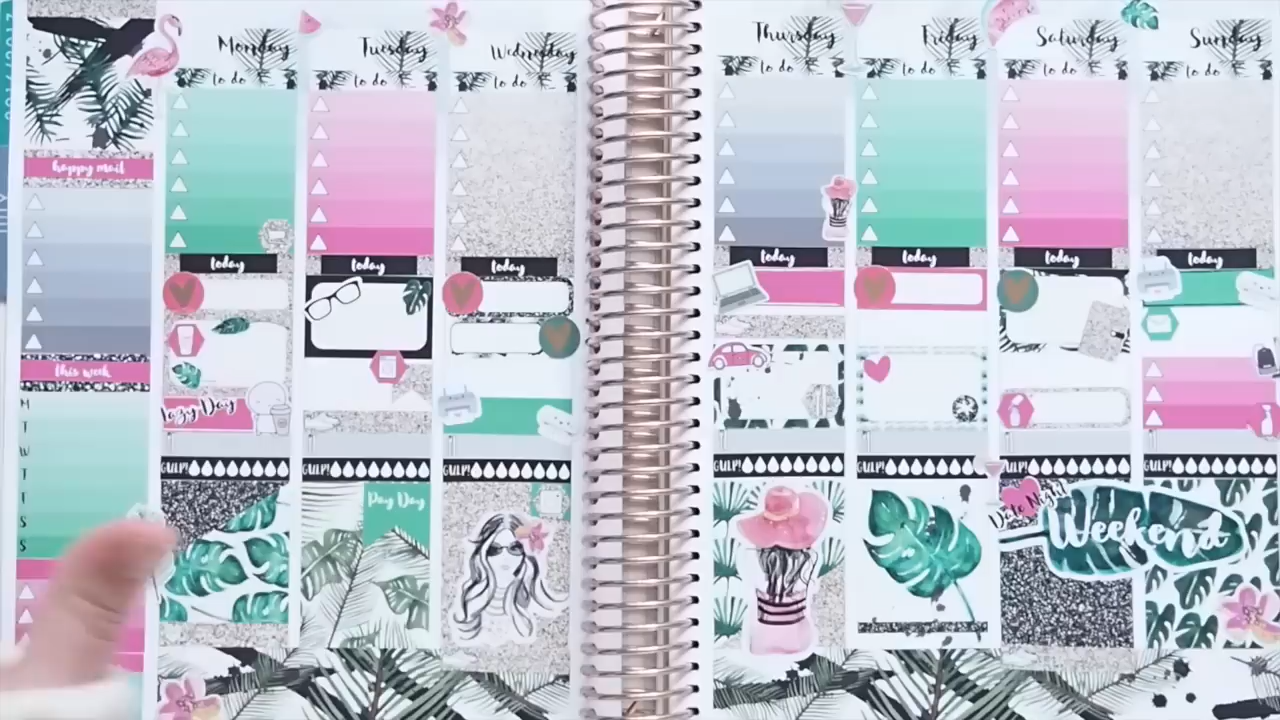 2016/2017
Monday
Tuesday
Wednesday
Thursday
Friday
Saturday
Sunday
to do
to do
to do
to do
to do
to do
to do
happy mail
today
today
today
today
today
today
today
this week
M
T
W
T
F
S
S
Lazy Day
GULP!
GULP!
GULP!
GULP!
GULP!
GULP!
GULP!
Pay Day
Date Night
Weekend